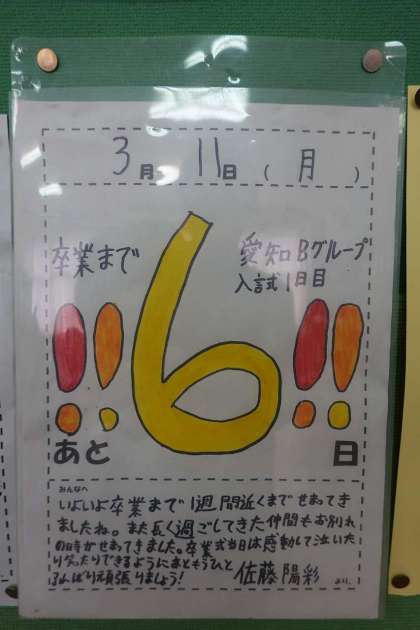 3月 11日 ( 月 )
卒業まで
愛知Bグループ
入試1日目
!! 6 !!
あと 日
みんなへ
いよいよ卒業まで1週間近くまでせまってき
ましたね。また長く過ごしてきた仲間もお別れ
の時がせまってきました。卒業式当日は感動して泣いた
り笑ったりできるようにあともうひと
ふんばり頑張りましょう!
佐藤陽彩 より